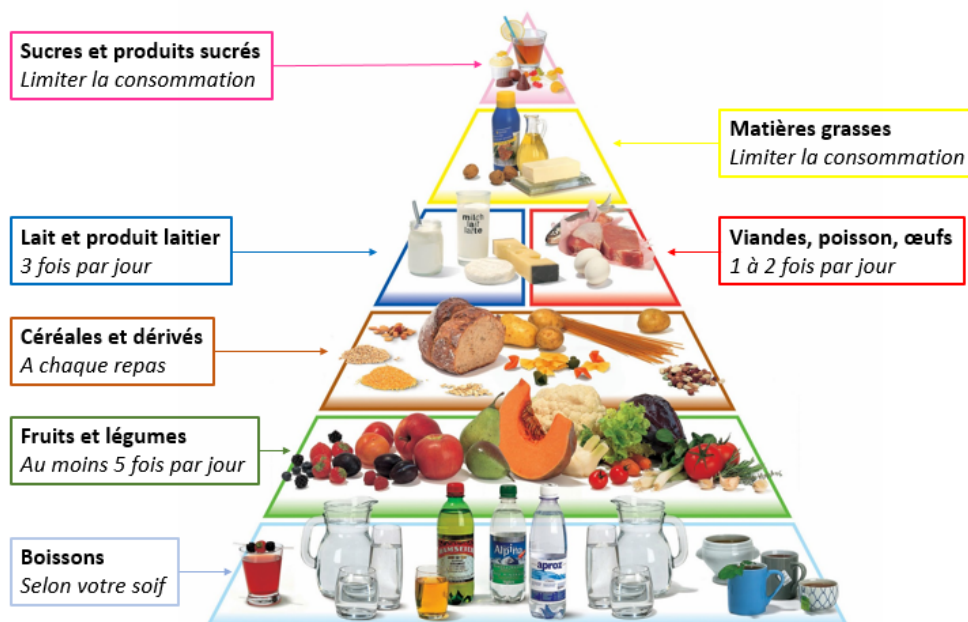 Sucres et produits sucrés
Limiter la consommation
Matières grasses
Limiter la consommation
Lait et produit laitier
3 fois par jour
Viandes, poisson, œufs
1 à 2 fois par jour
milch
lait
latte
Céréales et dérivés
A chaque repas
Fruits et légumes
Au moins 5 fois par jour
Boissons
Selon votre soif
Alpina
aproz